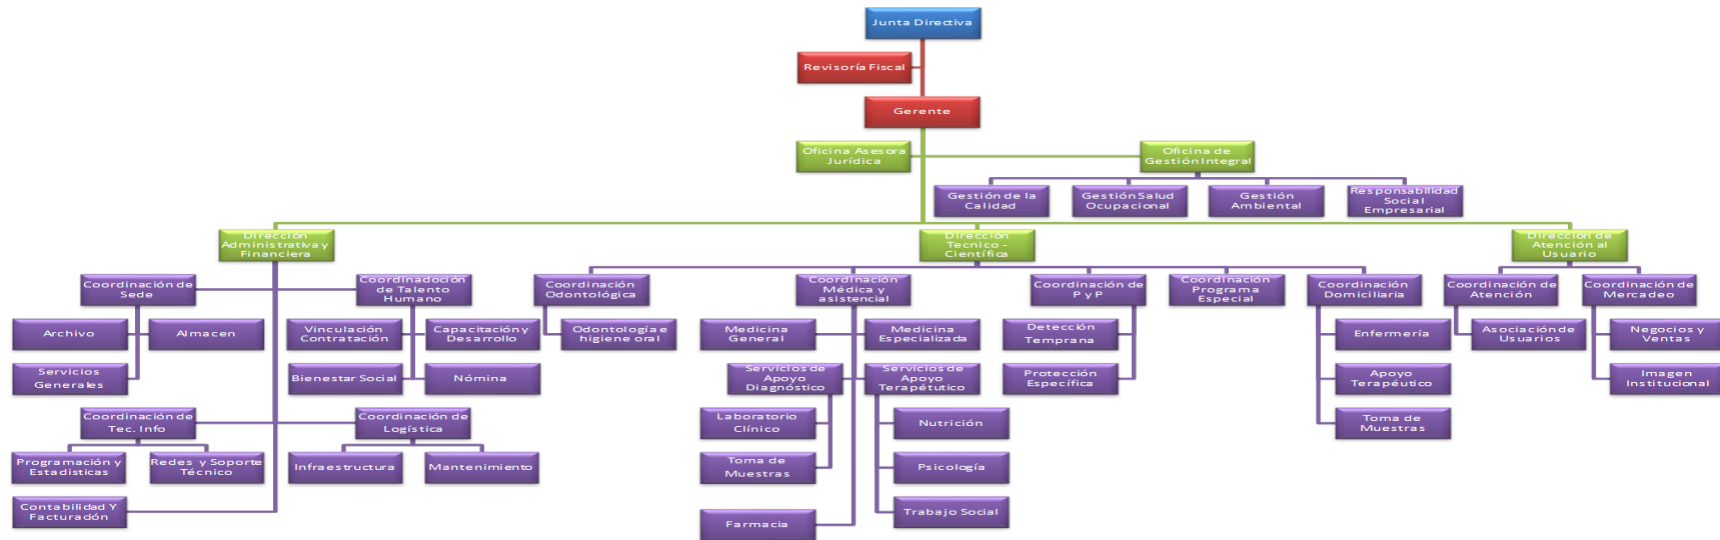 Junta Directiva
Revisoría Fiscal
Gerente
Oficina Asesora
Jurídica
Oficina de
Gestión Integral
Gestión de la
Calidad
Gestión Salud
Ocupacional
Gestión
Ambiental
Responsabilidad
Social
Empresarial
Dirección
Administrativa y
Financiera
Dirección
Tecnico -
Científica
Dirección de
Atención al
Usuario
Coordinación de
Sede
Coordinadoción
de Talento
Humano
Coordinación
Odontológica
Coordinación
Médica y
asistencial
Coordinación de
P y P
Coordinación
Programa
Especial
Coordinación
Domiciliaria
Coordinación de
Atención
Coordinación de
Mercadeo
Archivo
Almacen
Vinculación
Contratación
Capacitación y
Desarrollo
Odontología e
higiene oral
Medicina
General
Medicina
Especializada
Detección
Temprana
Enfermería
Asociación de
Usuarios
Negocios y
Ventas
Servicios
Generales
Bienestar Social
Nómina
Servicios de
Apoyo
Diagnóstico
Servicios de
Apoyo
Terapétutico
Protección
Específica
Apoyo
Terapéutico
Imagen
Institucional
Coordinación de
Tec. Info
Coordinación de
Logística
Laboratorio
Clínico
Nutrición
Toma de
Muestras
Programación y
Estadisticas
Redes y Soporte
Técnico
Infraestructura
Mantenimiento
Toma de
Muestras
Psicología
Contabilidad Y
Facturación
Farmacia
Trabajo Social